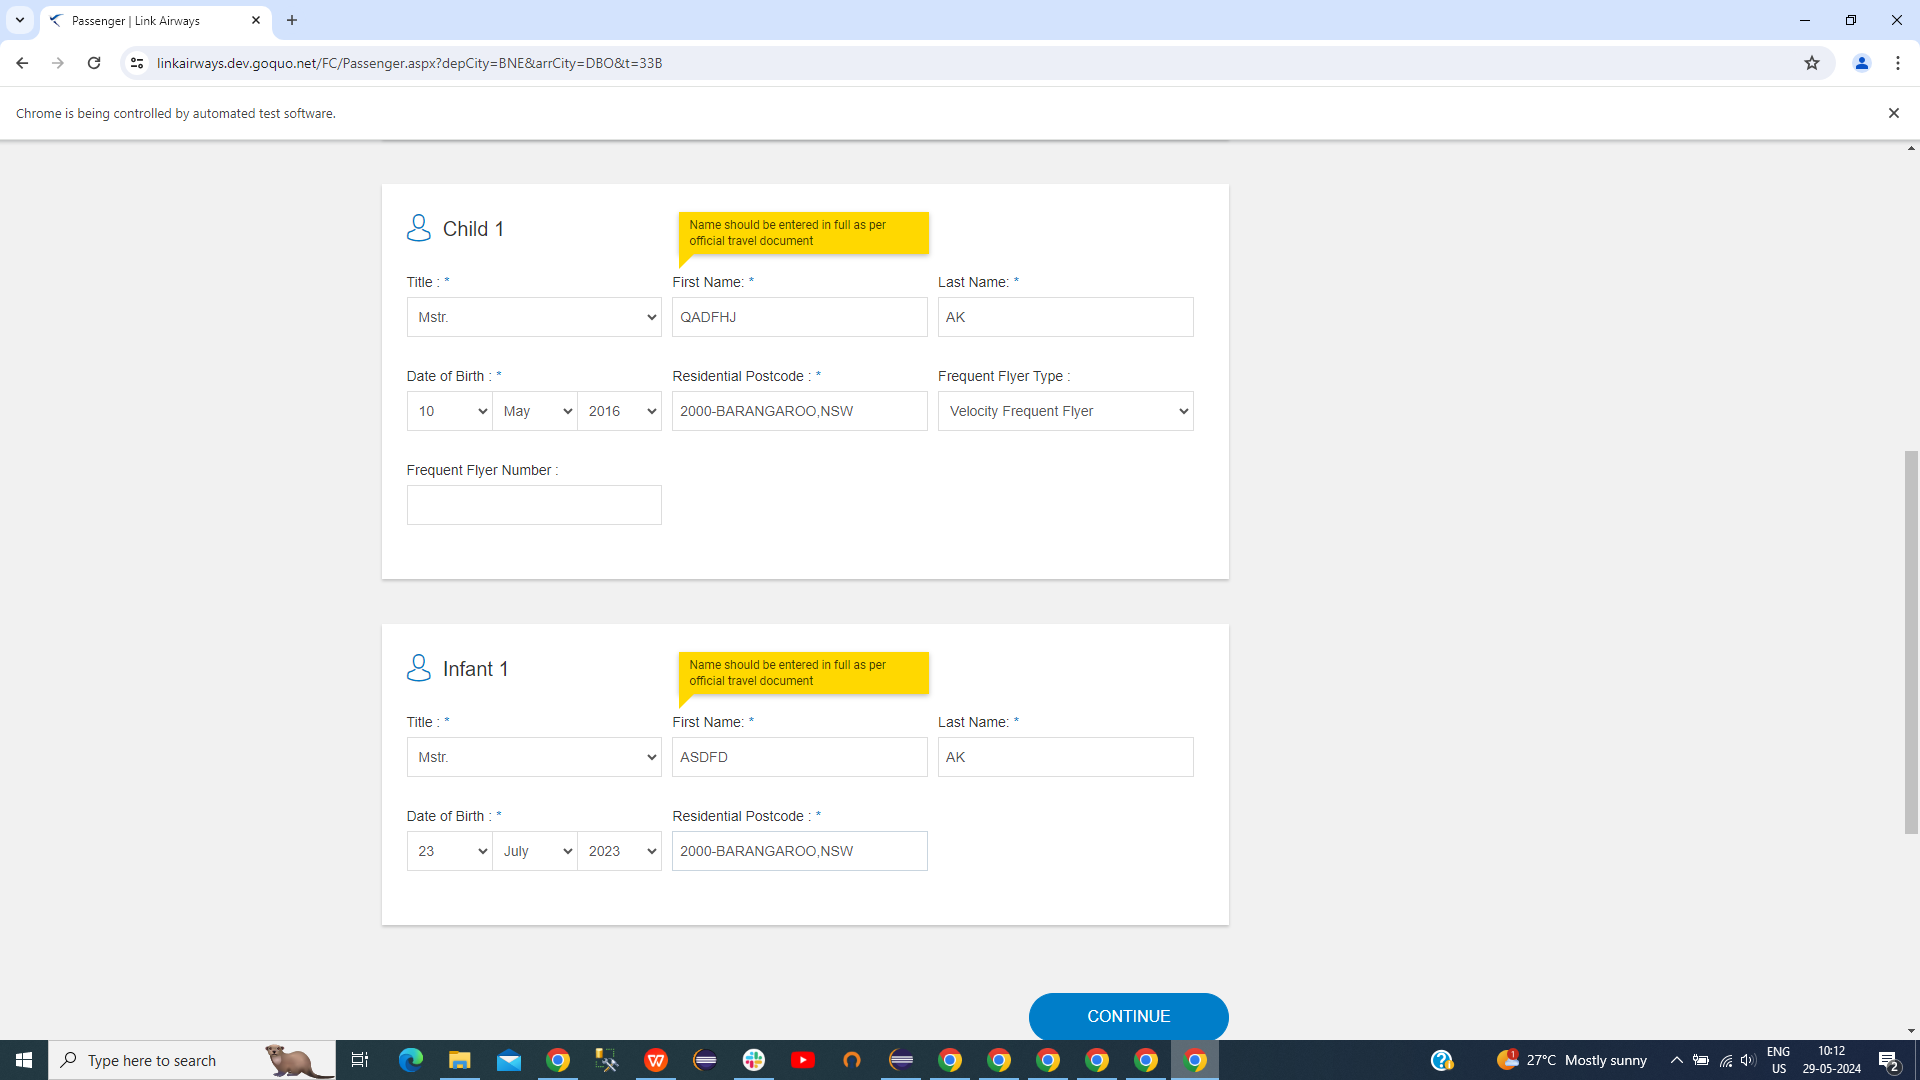 Passenger | Link Airways
linkairways.dev.goquo.net/FC/Passenger.aspx?depCity=BNE&arrCity=DBO&t=33B
Chrome is being controlled by automated test software.
Child 1
Name should be entered in full as per
official travel document
Title : * First Name: * Last Name: *
Mstr. QADFHJ AK
Date of Birth : * Residential Postcode : * Frequent Flyer Type :
10 May 2016 2000-BARANGAROO,NSW Velocity Frequent Flyer
Frequent Flyer Number :
Infant 1
Name should be entered in full as per
official travel document
Title : * First Name: * Last Name: *
Mstr. ASDFD AK
Date of Birth : * Residential Postcode : *
23 July 2023 2000-BARANGAROO,NSW
CONTINUE
Type here to search
1 27°C Mostly sunny
ENG
US
10:12
29-05-2024
2